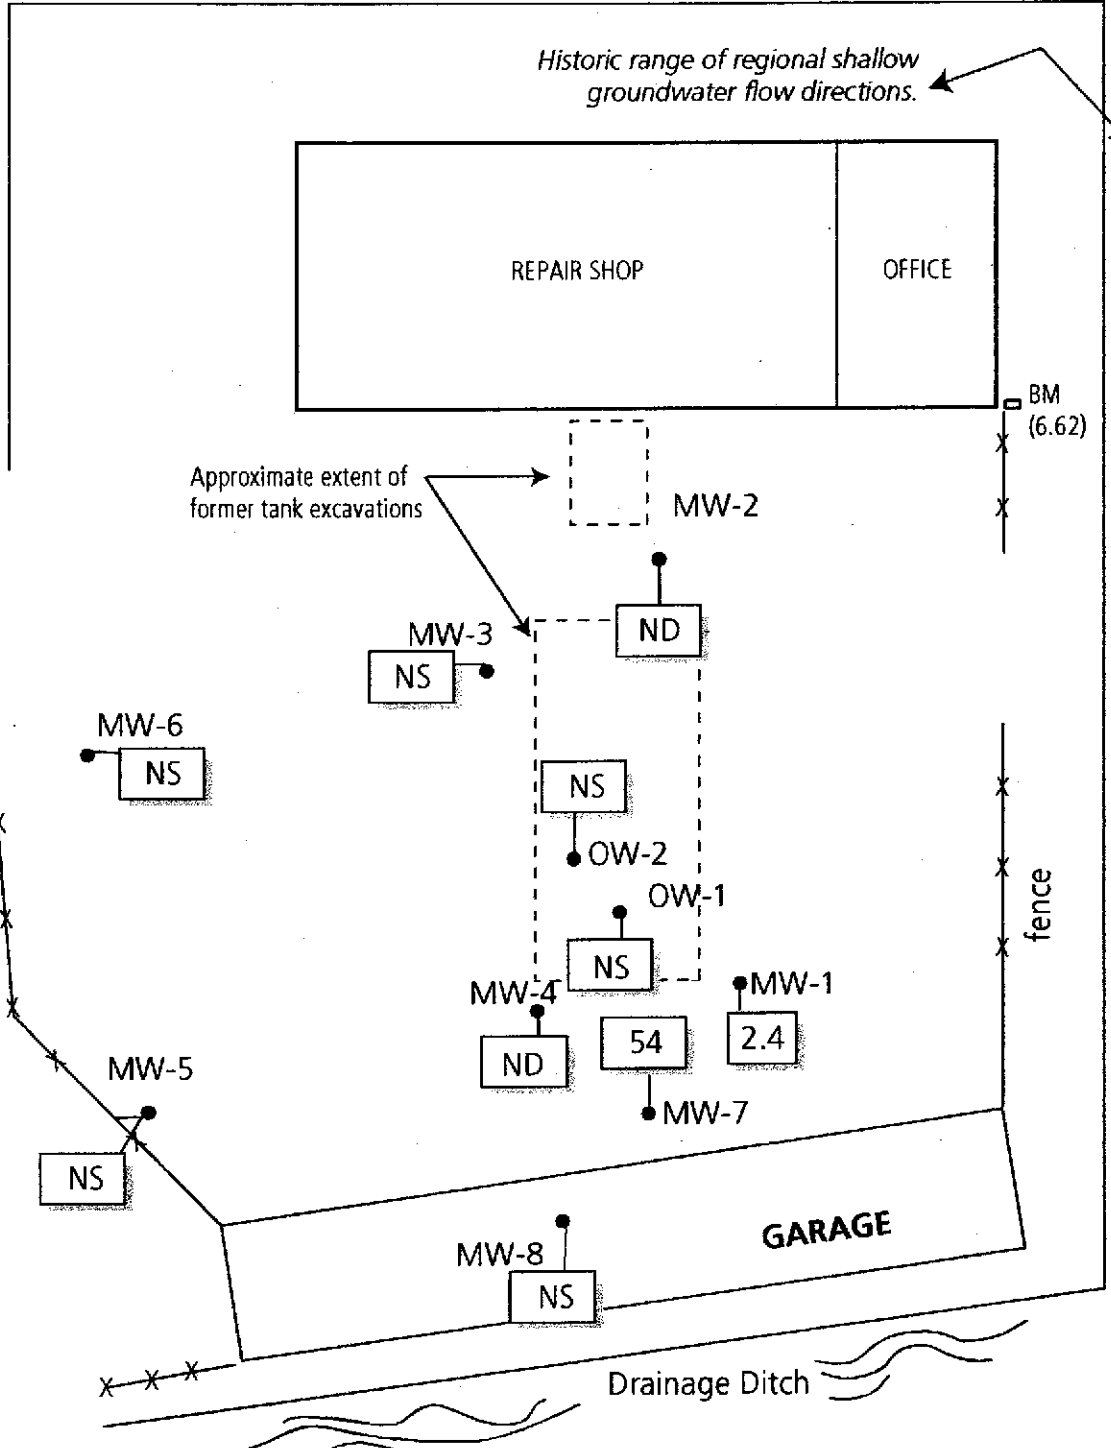 Historic range of regional shallow
groundwater flow directions.
REPAIR SHOP
OFFICE
BM
(6.62)
Approximate extent of
former tank excavations
MW-2
ND
MW-3
NS
MW-6
NS
NS
OW-2
OW-1
NS
fence
MW-4
ND
54
MW-1
2.4
MW-7
MW-5
NS
GARAGE
MW-8
NS
Drainage Ditch